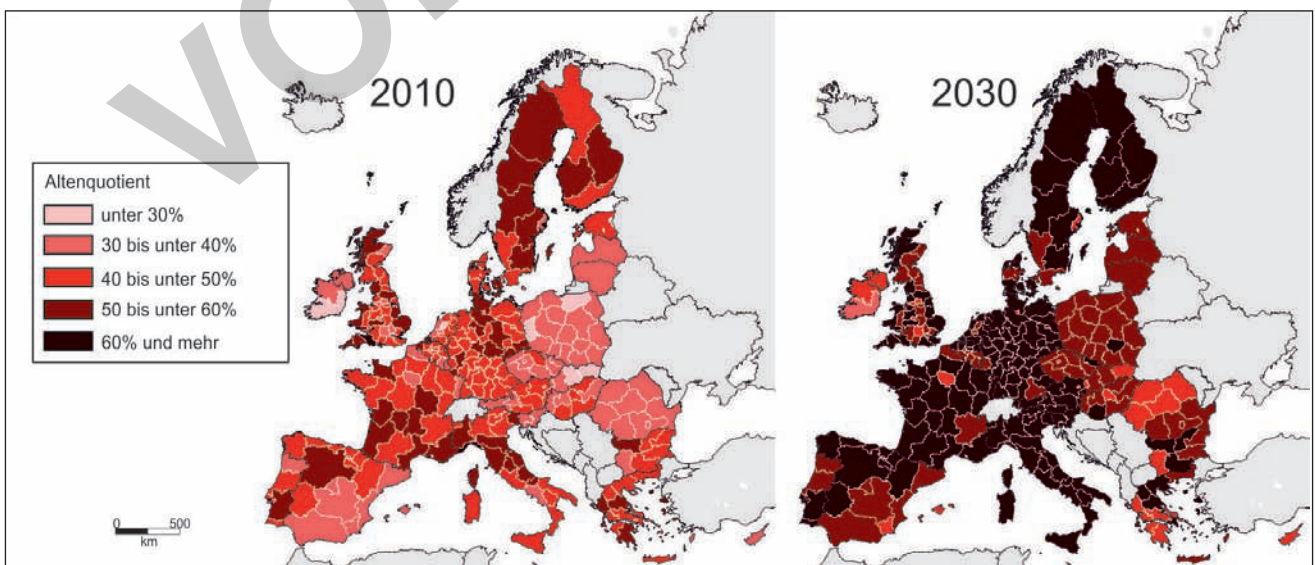 2010
2030
Altenquotient
unter 30%
30 bis unter 40%
40 bis unter 50%
50 bis unter 60%
60% und mehr
0 500
km